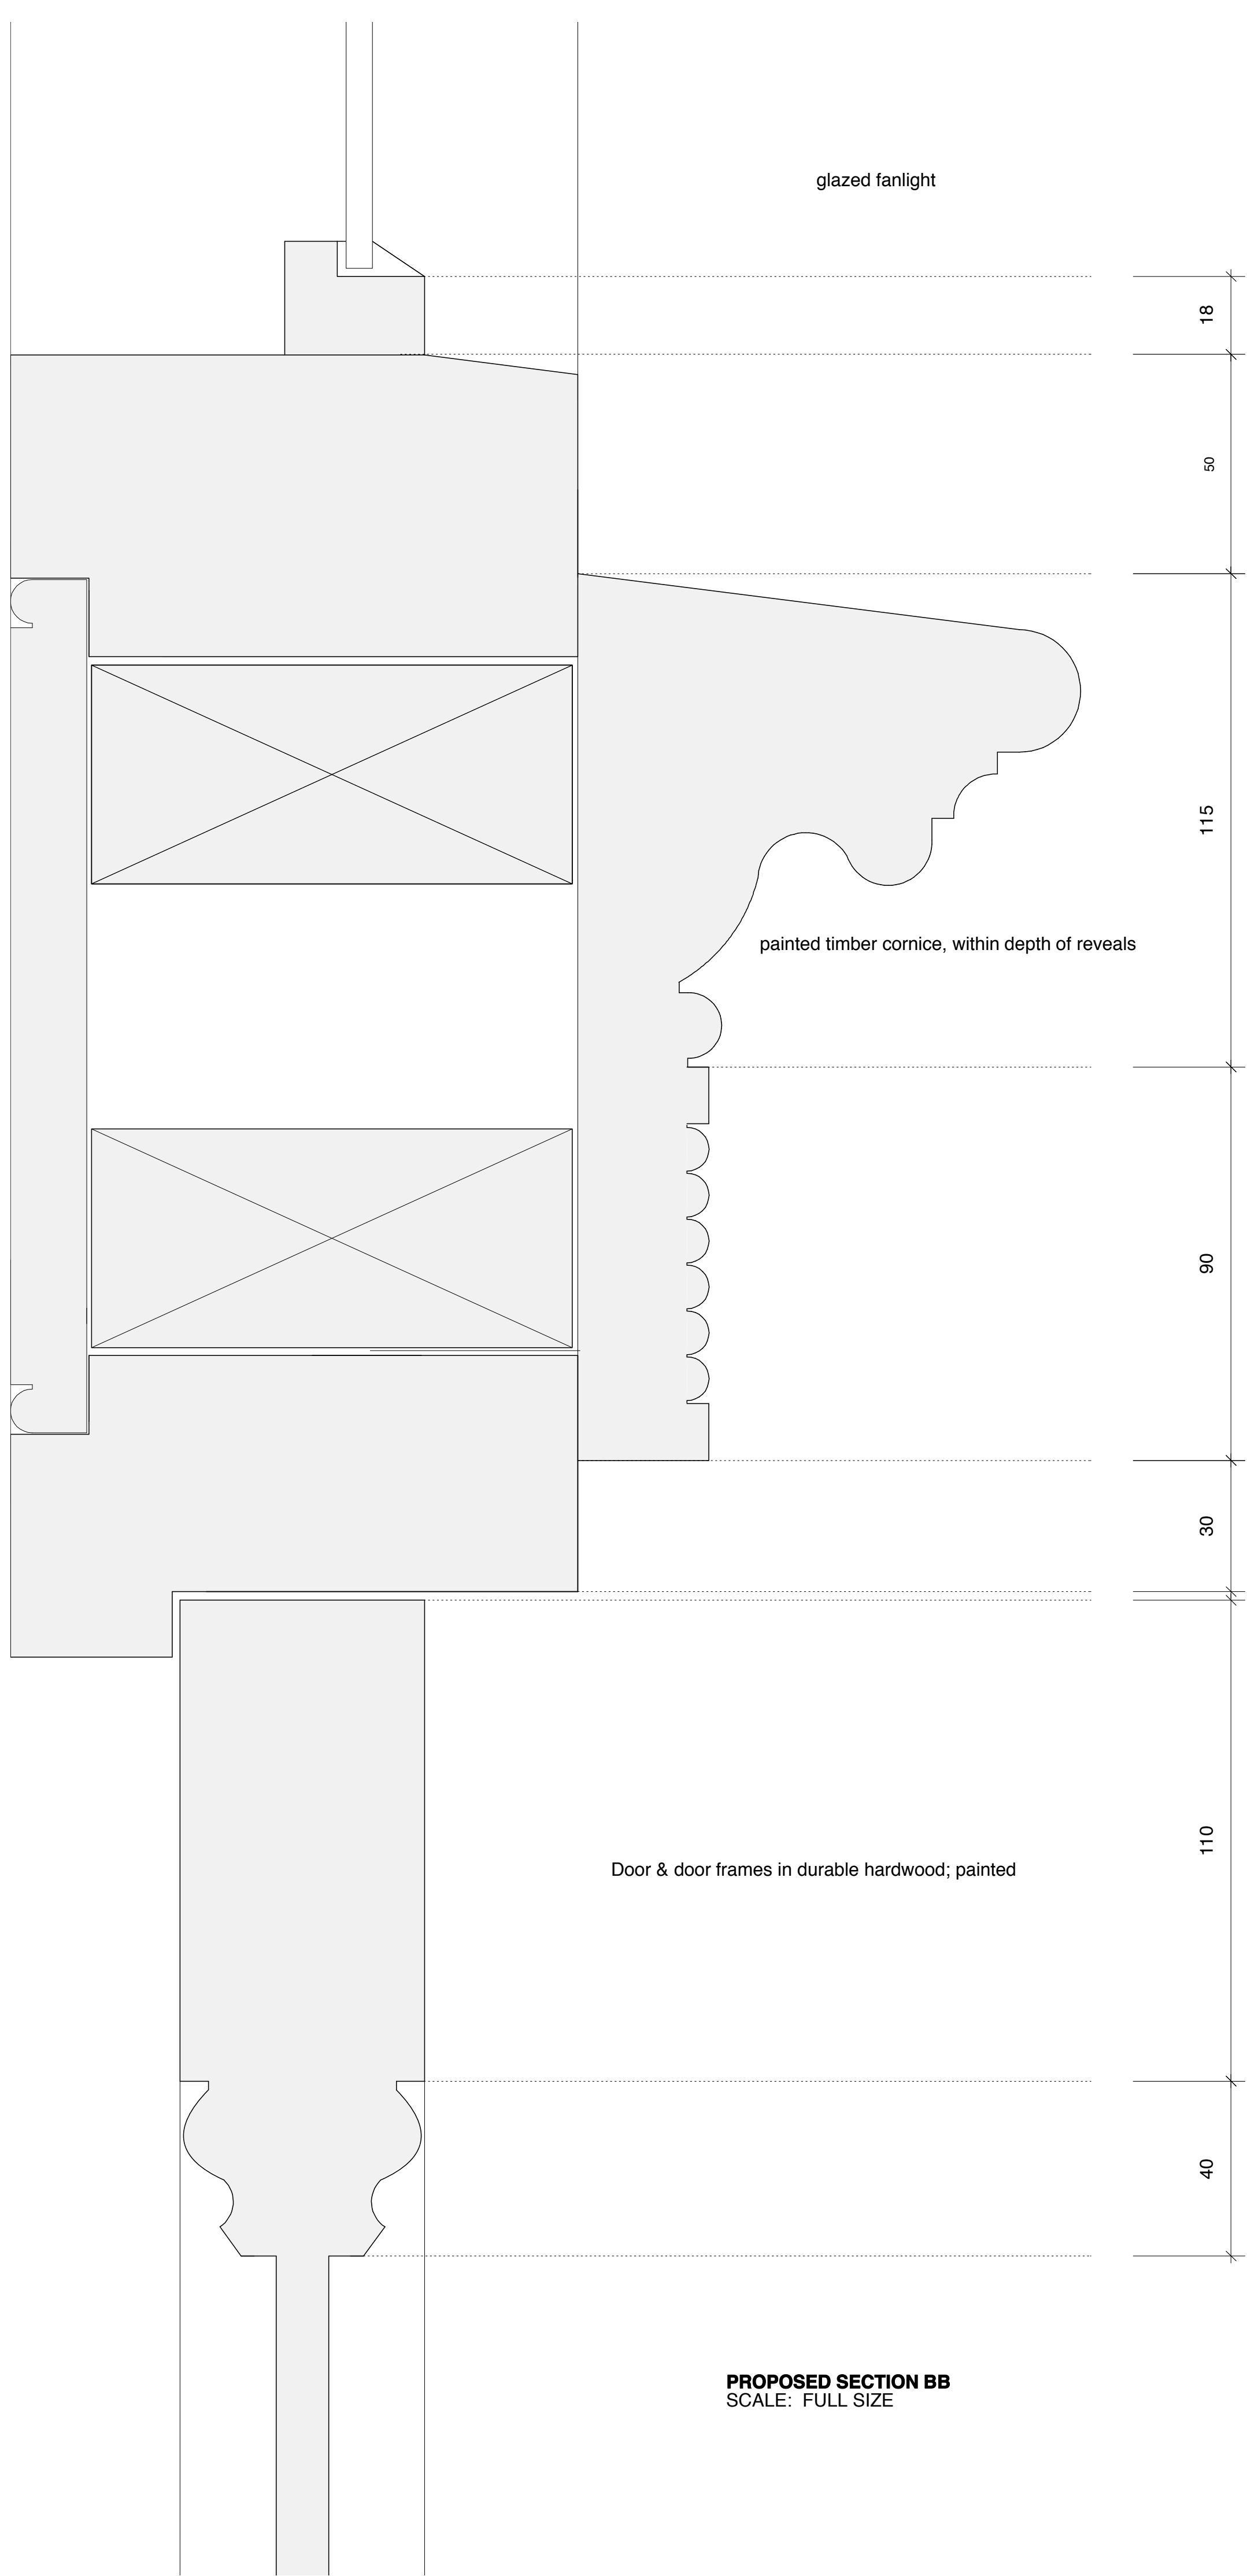 glazed fanlight
18
50
115
painted timber cornice, within depth of reveals
90
30
110
Door & door frames in durable hardwood; painted
40
PROPOSED SECTION BB
SCALE: FULL SIZE